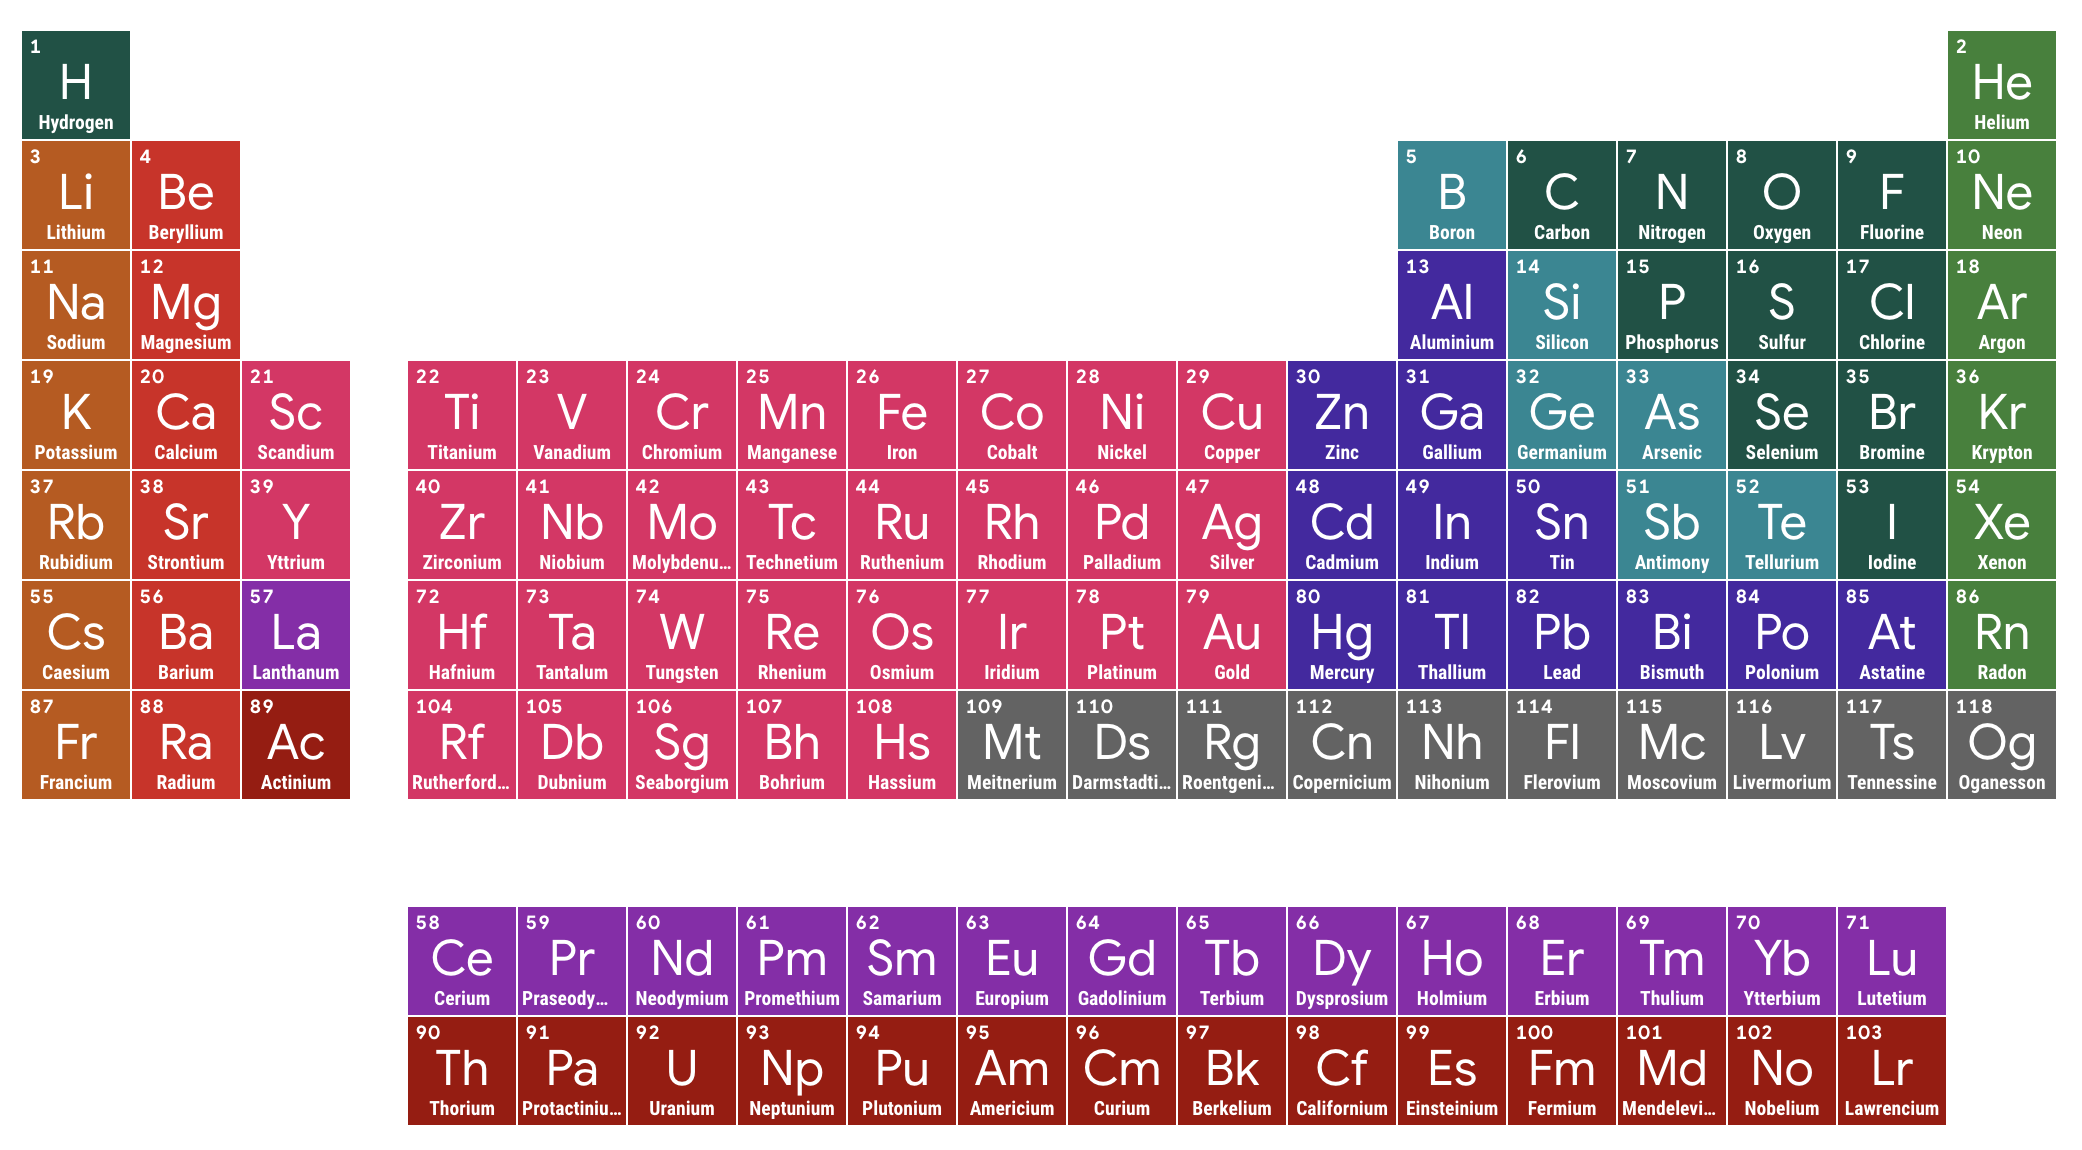 1 2
H He
Hydrogen Helium
3 4 5 6 7 8 9 10
Li Be B C N O F Ne
Lithium Beryllium Boron Carbon Nitrogen Oxygen Fluorine Neon
11 12 13 14 15 16 17 18
Na Mg Al Si P S Cl Ar
Sodium Magnesium Aluminium Silicon Phosphorus Sulfur Chlorine Argon
19 20 21 22 23 24 25 26 27 28 29 30 31 32 33 34 35 36
K Ca Sc Ti V Cr Mn Fe Co Ni Cu Zn Ga Ge As Se Br Kr
Potassium Calcium Scandium Titanium Vanadium Chromium Manganese Iron Cobalt Nickel Copper Zinc Gallium Germanium Arsenic Selenium Bromine Krypton
37 38 39 40 41 42 43 44 45 46 47 48 49 50 51 52 53 54
Rb Sr Y Zr Nb Mo Tc Ru Rh Pd Ag Cd In Sn Sb Te I Xe
Rubidium Strontium Yttrium Zirconium Niobium Molybdenu... Technetium Ruthenium Rhodium Palladium Silver Cadmium Indium Tin Antimony Tellurium Iodine Xenon
55 56 57 72 73 74 75 76 77 78 79 80 81 82 83 84 85 86
Cs Ba La Hf Ta W Re Os Ir Pt Au Hg Tl Pb Bi Po At Rn
Caesium Barium Lanthanum Hafnium Tantalum Tungsten Rhenium Osmium Iridium Platinum Gold Mercury Thallium Lead Bismuth Polonium Astatine Radon
87 88 89 104 105 106 107 108 109 110 111 112 113 114 115 116 117 118
Fr Ra Ac Rf Db Sg Bh Hs Mt Ds Rg Cn Nh Fl Mc Lv Ts Og
Francium Radium Actinium Rutherford... Dubnium Seaborgium Bohrium Hassium Meitnerium Darmstadti... Roentgeni... Copernicium Nihonium Flerovium Moscovium Livermorium Tennessine Oganesson
58 59 60 61 62 63 64 65 66 67 68 69 70 71
Ce Pr Nd Pm Sm Eu Gd Tb Dy Ho Er Tm Yb Lu
Cerium Praseody... Neodymium Promethium Samarium Europium Gadolinium Terbium Dysprosium Holmium Erbium Thulium Ytterbium Lutetium
90 91 92 93 94 95 96 97 98 99 100 101 102 103
Th Pa U Np Pu Am Cm Bk Cf Es Fm Md No Lr
Thorium Protactiniu... Uranium Neptunium Plutonium Americium Curium Berkelium Californium Einsteinium Fermium Mendelevi... Nobelium Lawrencium